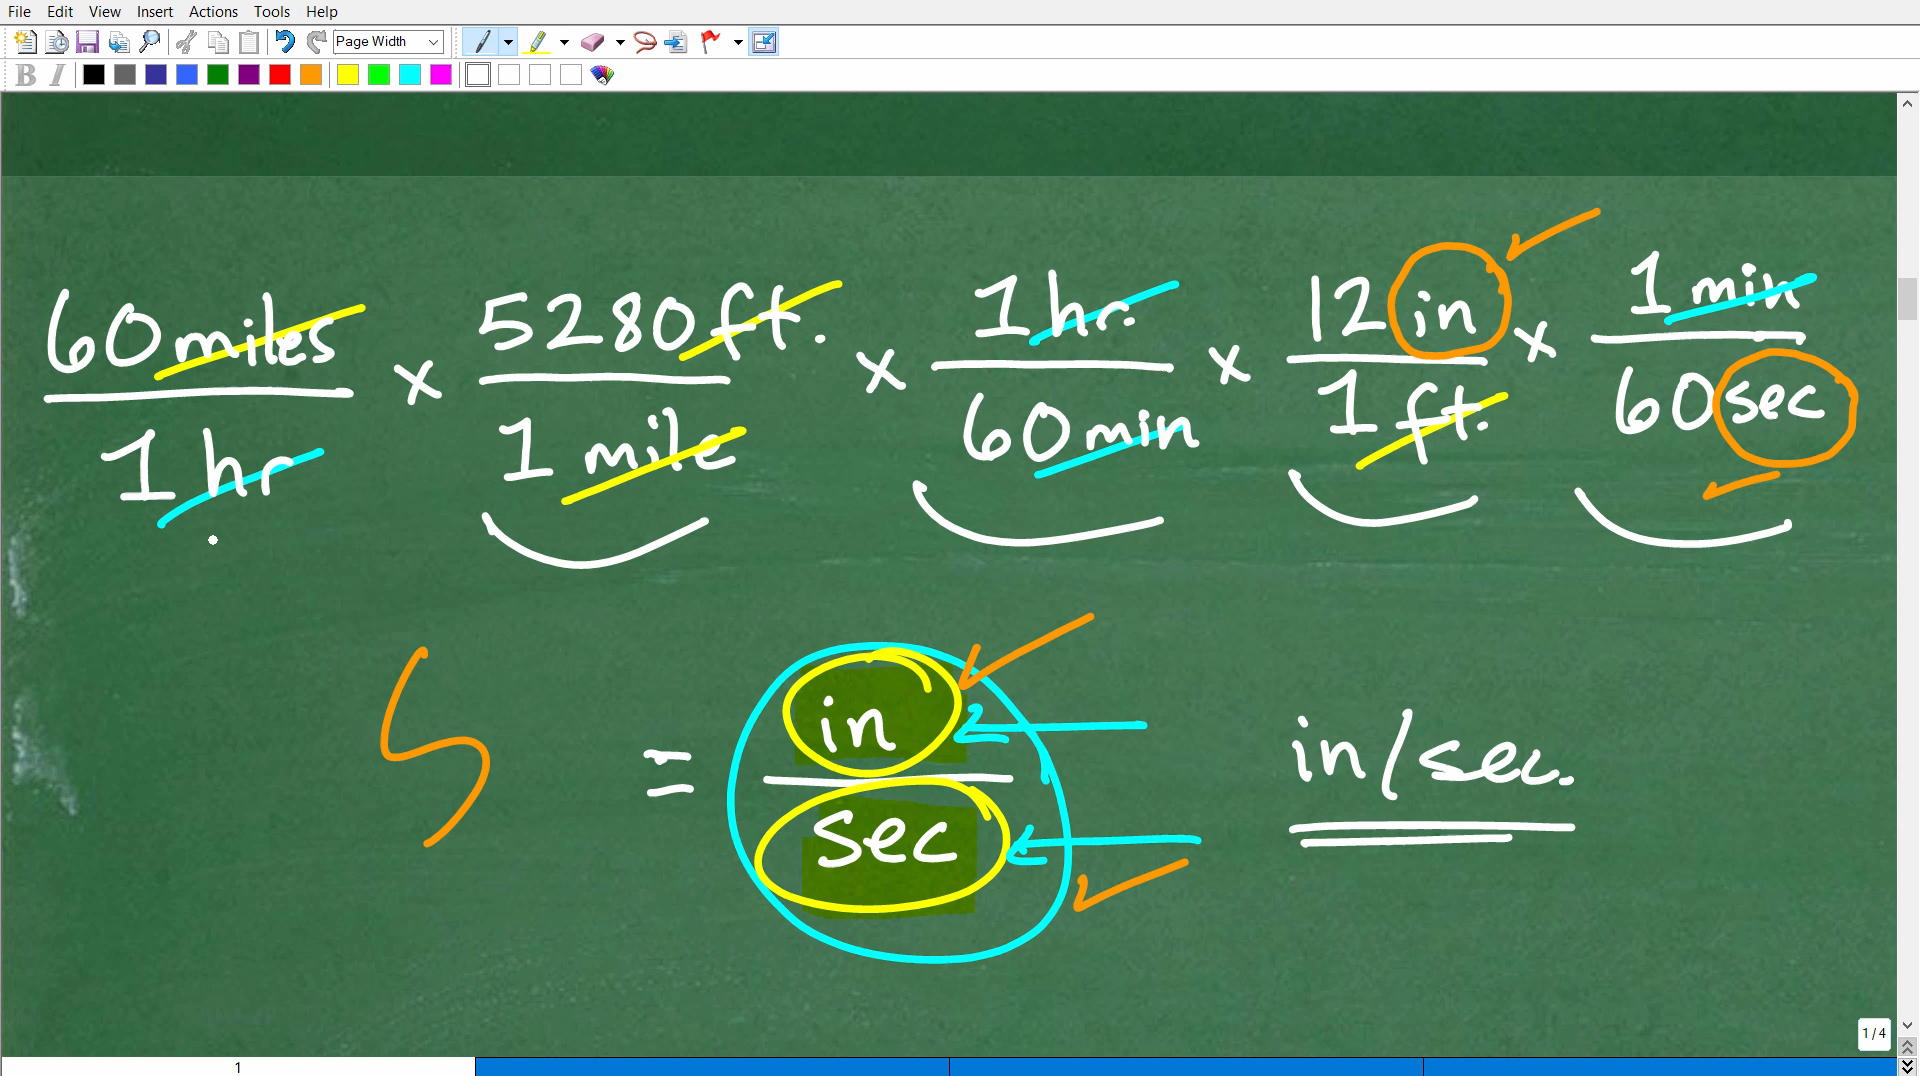 File Edit View Insert Actions Tools Help
Page Width
B I
60 miles / 1 hr × 5280 ft. / 1 mile × 1 hr. / 60 min × 12 in / 1 ft. × 1 min / 60 sec
= in / sec in/sec.
1 / 4
1